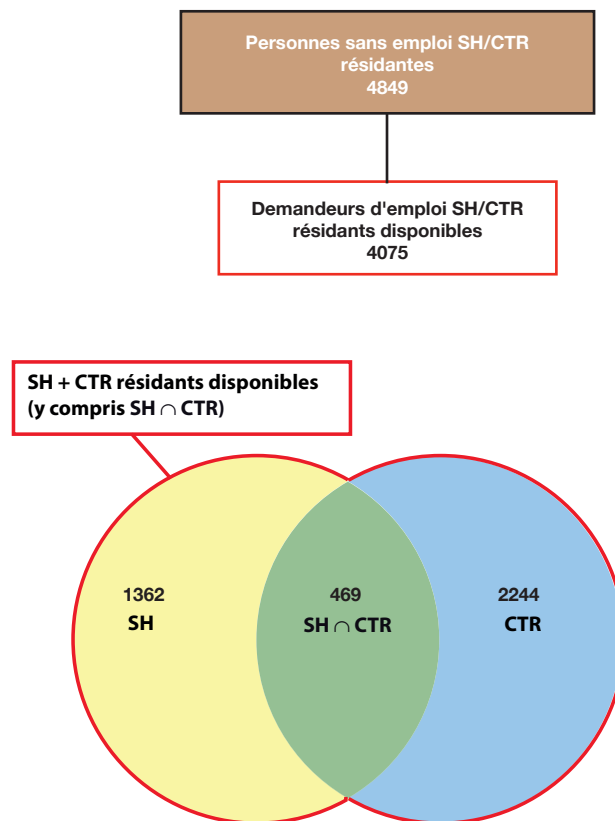 Personnes sans emploi SH/CTR
résidantes
4849
Demandeurs d'emploi SH/CTR
résidants disponibles
4075
SH + CTR résidants disponibles
(y compris SH ∩ CTR)
1362
SH
469
SH ∩ CTR
2244
CTR